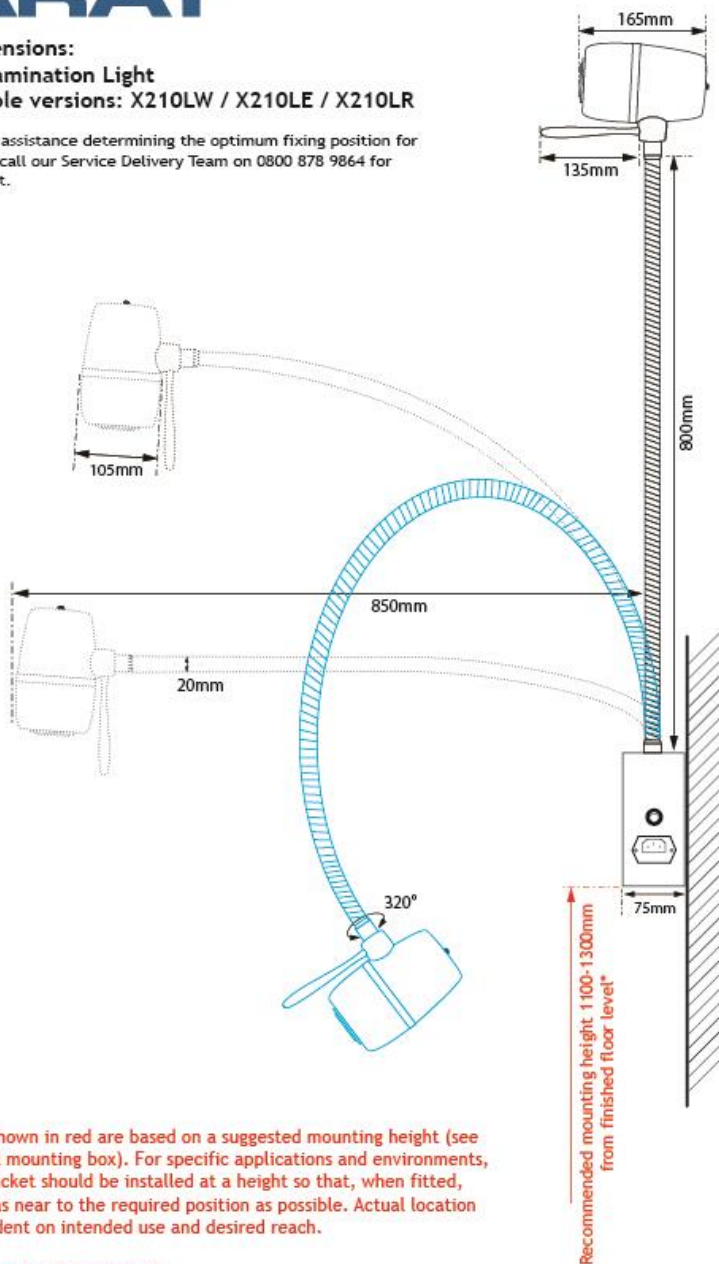 ensions:
amination Light
ble versions: X210LW / X210LE / X210LR
assistance determining the optimum fixing position for
call our Service Delivery Team on 0800 878 9864 for
t.
165mm
135mm
800mm
105mm
850mm
20mm
320°
75mm
Recommended mounting height 1100-1300mm
from finished floor level*
hown in red are based on a suggested mounting height (see
mounting box). For specific applications and environments,
cket should be installed at a height so that, when fitted,
as near to the required position as possible. Actual location
dent on intended use and desired reach.